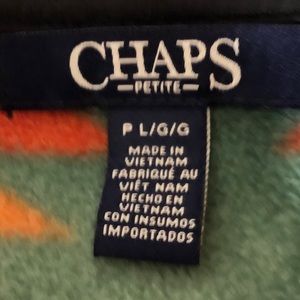 CHAPS
PETITE
P L/G/G
MADE IN
VIETNAM
FABRIQUÉ AU
VIÊT NAM
HECHO EN
VIETNAM
CON INSUMOS
IMPORTADOS